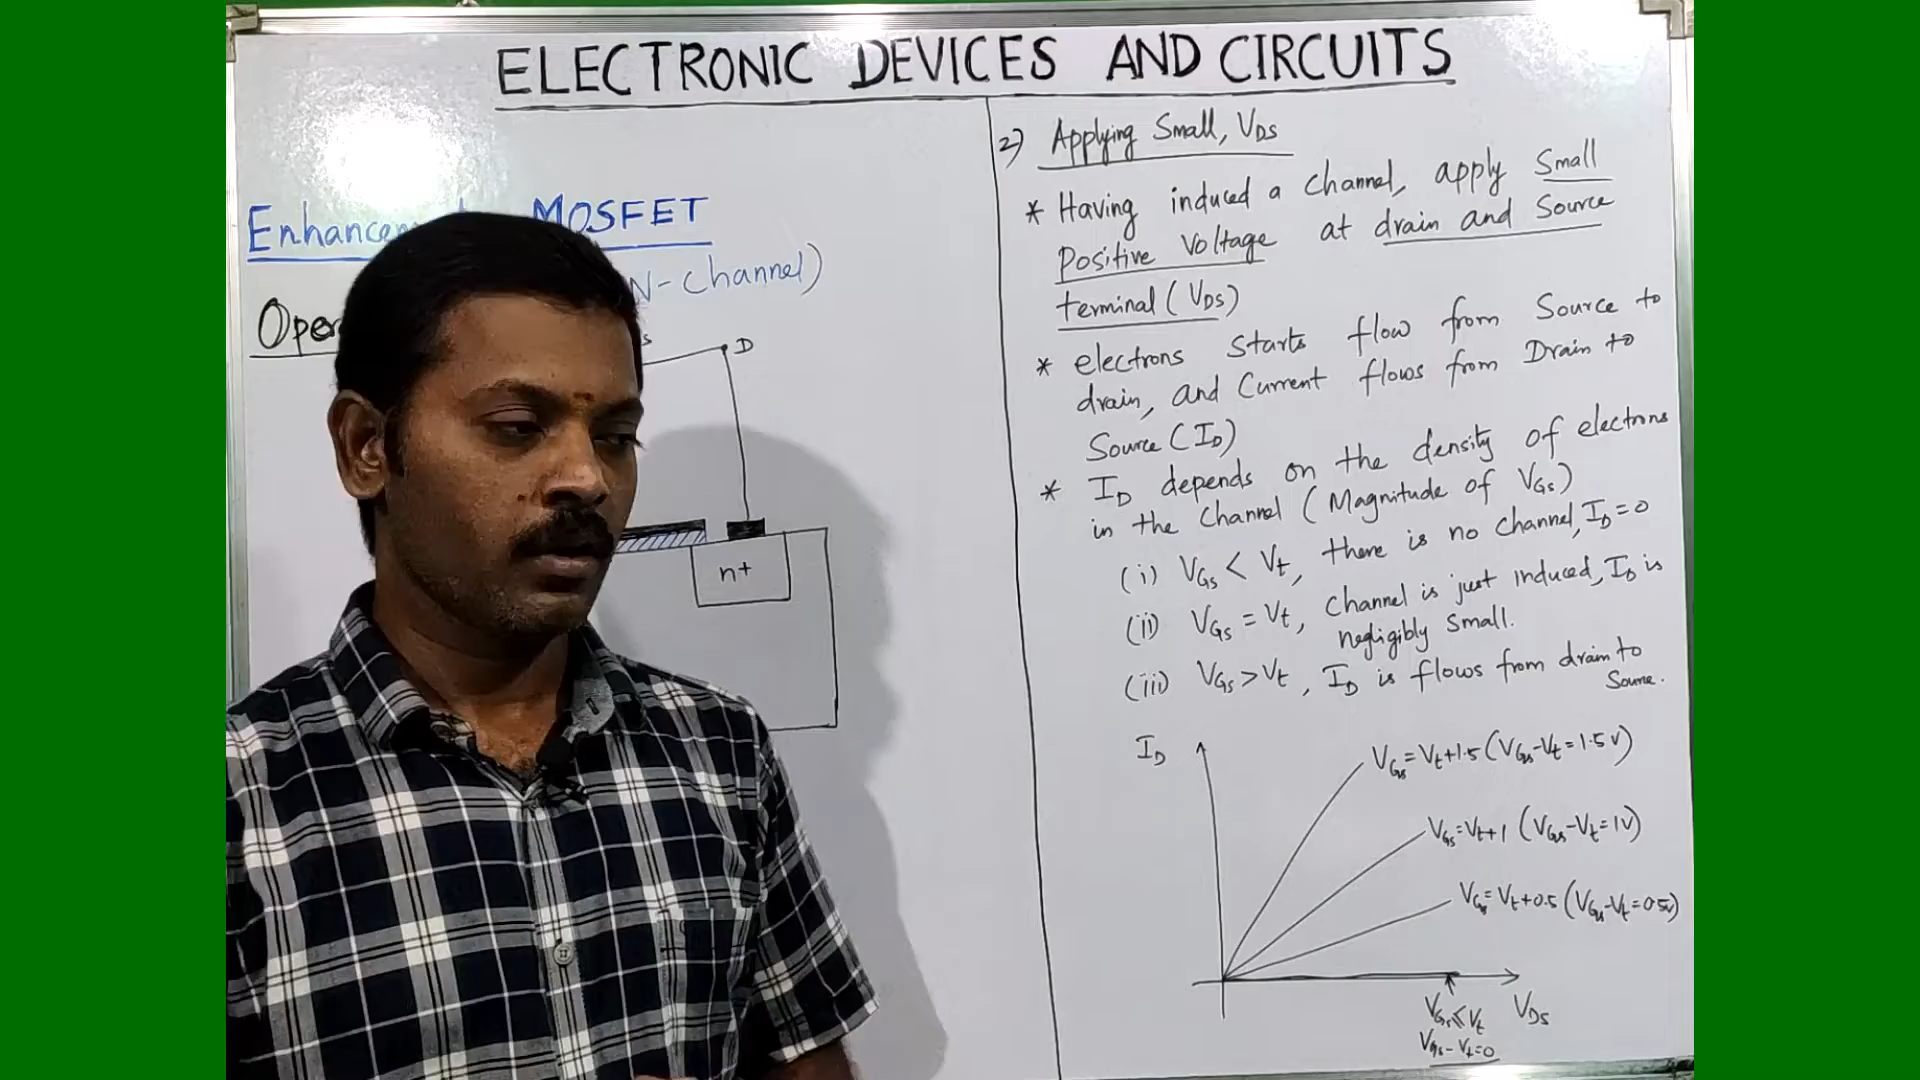 ELECTRONIC DEVICES AND CIRCUITS
MOSFET
N-Channel)
D
n+
2) Applying Small, VDS
* Having induced a channel, apply Small
Positive Voltage at drain and Source
terminal (VDS)
* electrons starts flow from Source to
drain, and Current flows from Drain to
Source (ID)
* ID depends on the density of electrons
in the channel (Magnitude of VGS)
(i) VGS < Vt, there is no channel, ID = 0
(ii) VGS = Vt, Channel is just induced, ID is
negligibly small.
(iii) VGS > Vt, ID is flows from drain to
Source.
ID
VGS = Vt+1.5 (VGS-Vt = 1.5V)
VGS = Vt+1 (VGS-Vt = 1V)
VGS = Vt+0.5 (VGS-Vt = 0.5V)
VGS ≤ Vt
VGS - Vt = 0
VDS